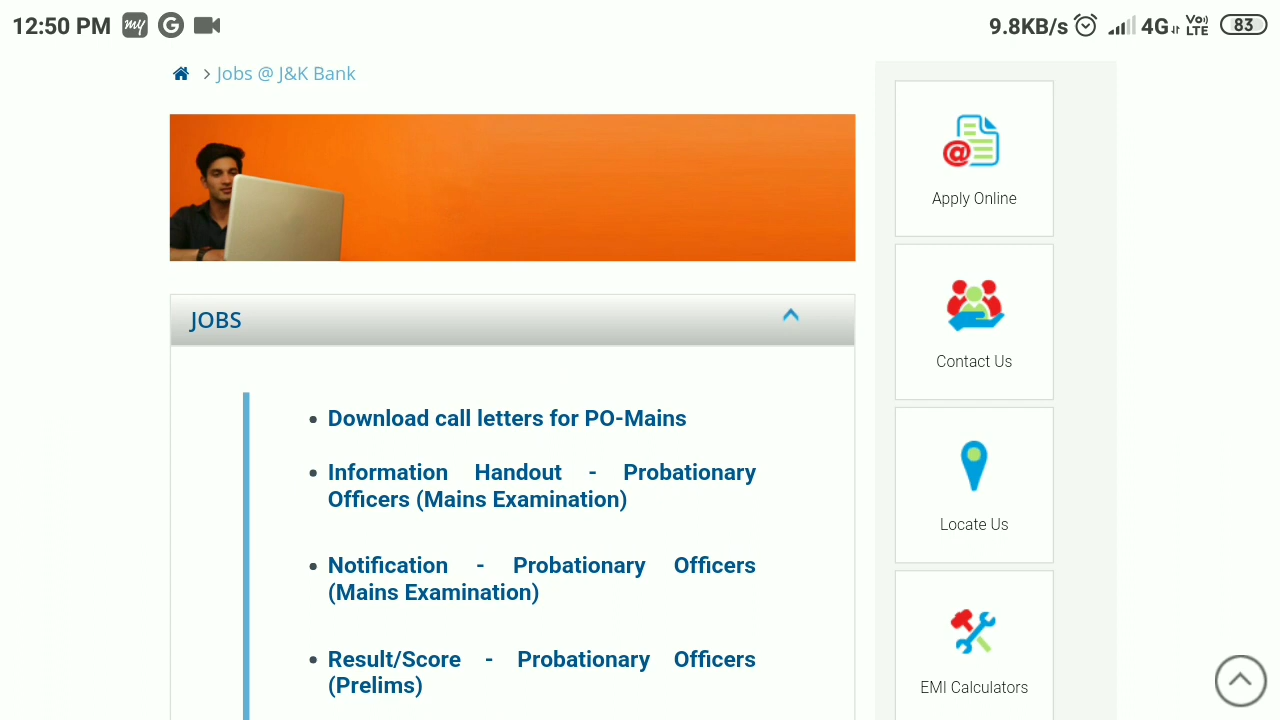 12:50 PM my G 9.8KB/s 4G Vo)) LTE 83
Jobs @ J&K Bank
@
Apply Online
Contact Us
JOBS
Download call letters for PO-Mains
Information Handout - Probationary
Officers (Mains Examination)
Locate Us
Notification - Probationary Officers
(Mains Examination)
Result/Score - Probationary Officers
(Prelims)
EMI Calculators